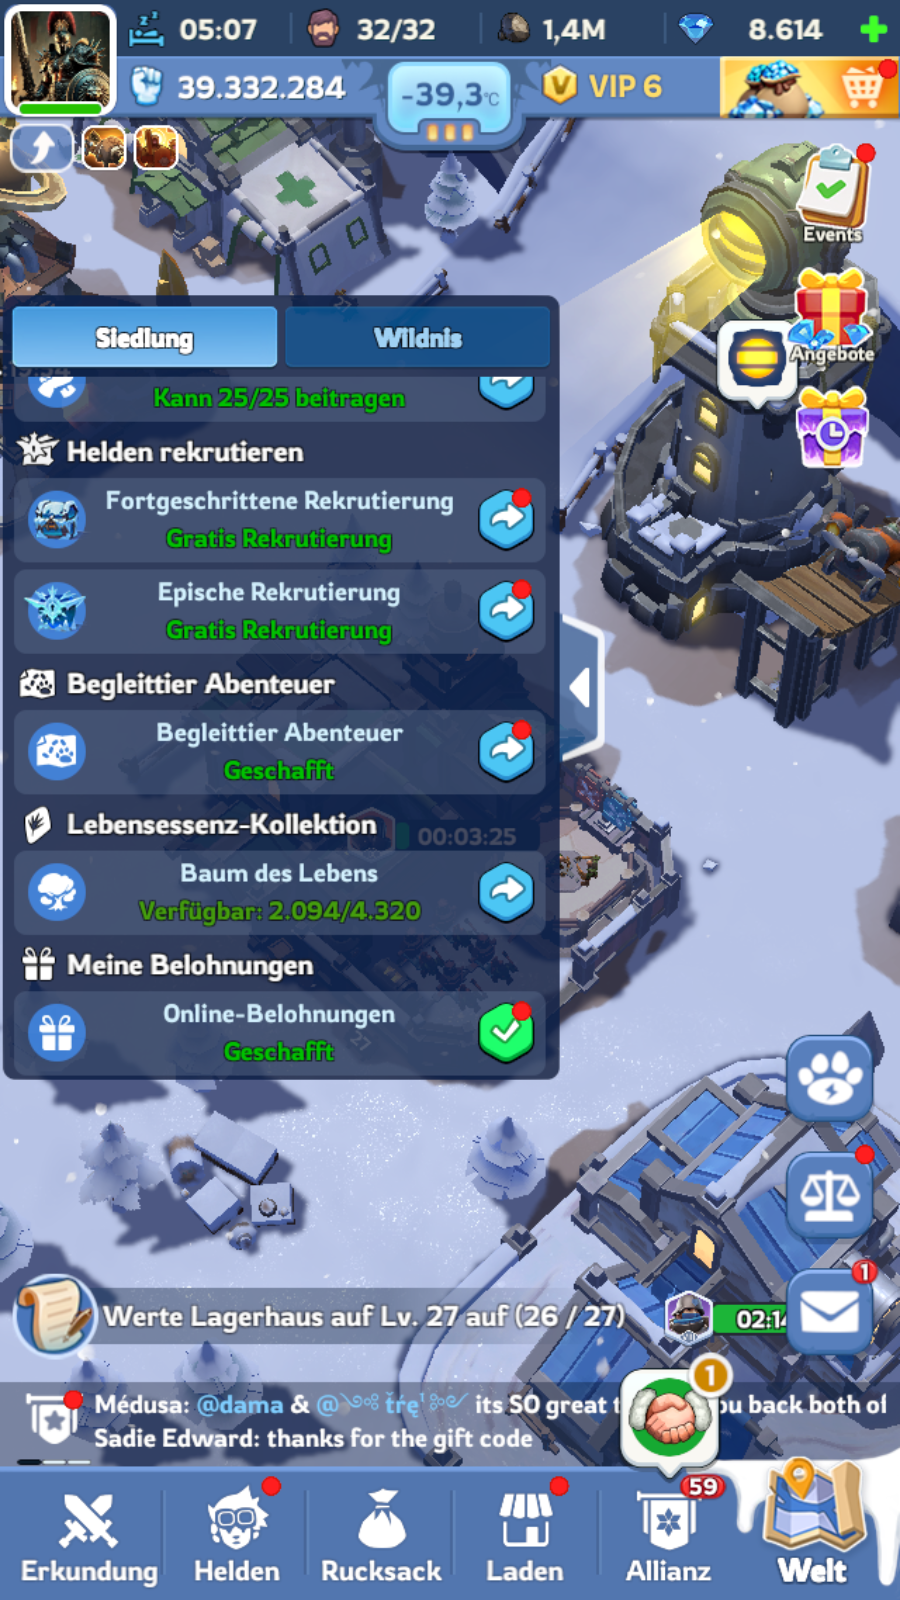 05:07
32/32
1,4M
8.614
39.332.284
-39,3°C
VIP 6
Events
Siedlung
Wildnis
Angebote
Kann 25/25 beitragen
Helden rekrutieren
Fortgeschrittene Rekrutierung
Gratis Rekrutierung
Epische Rekrutierung
Gratis Rekrutierung
Begleittier Abenteuer
Begleittier Abenteuer
Geschafft
Lebensessenz-Kollektion
00:03:25
Baum des Lebens
Verfügbar: 2.094/4.320
Meine Belohnungen
Online-Belohnungen
Geschafft
27
1
Werte Lagerhaus auf Lv. 27 auf (26 / 27)
02:14
1
Médusa: @dama & its SO great back both of
Sadie Edward: thanks for the gift code
59
Erkundung
Helden
Rucksack
Laden
Allianz
Welt